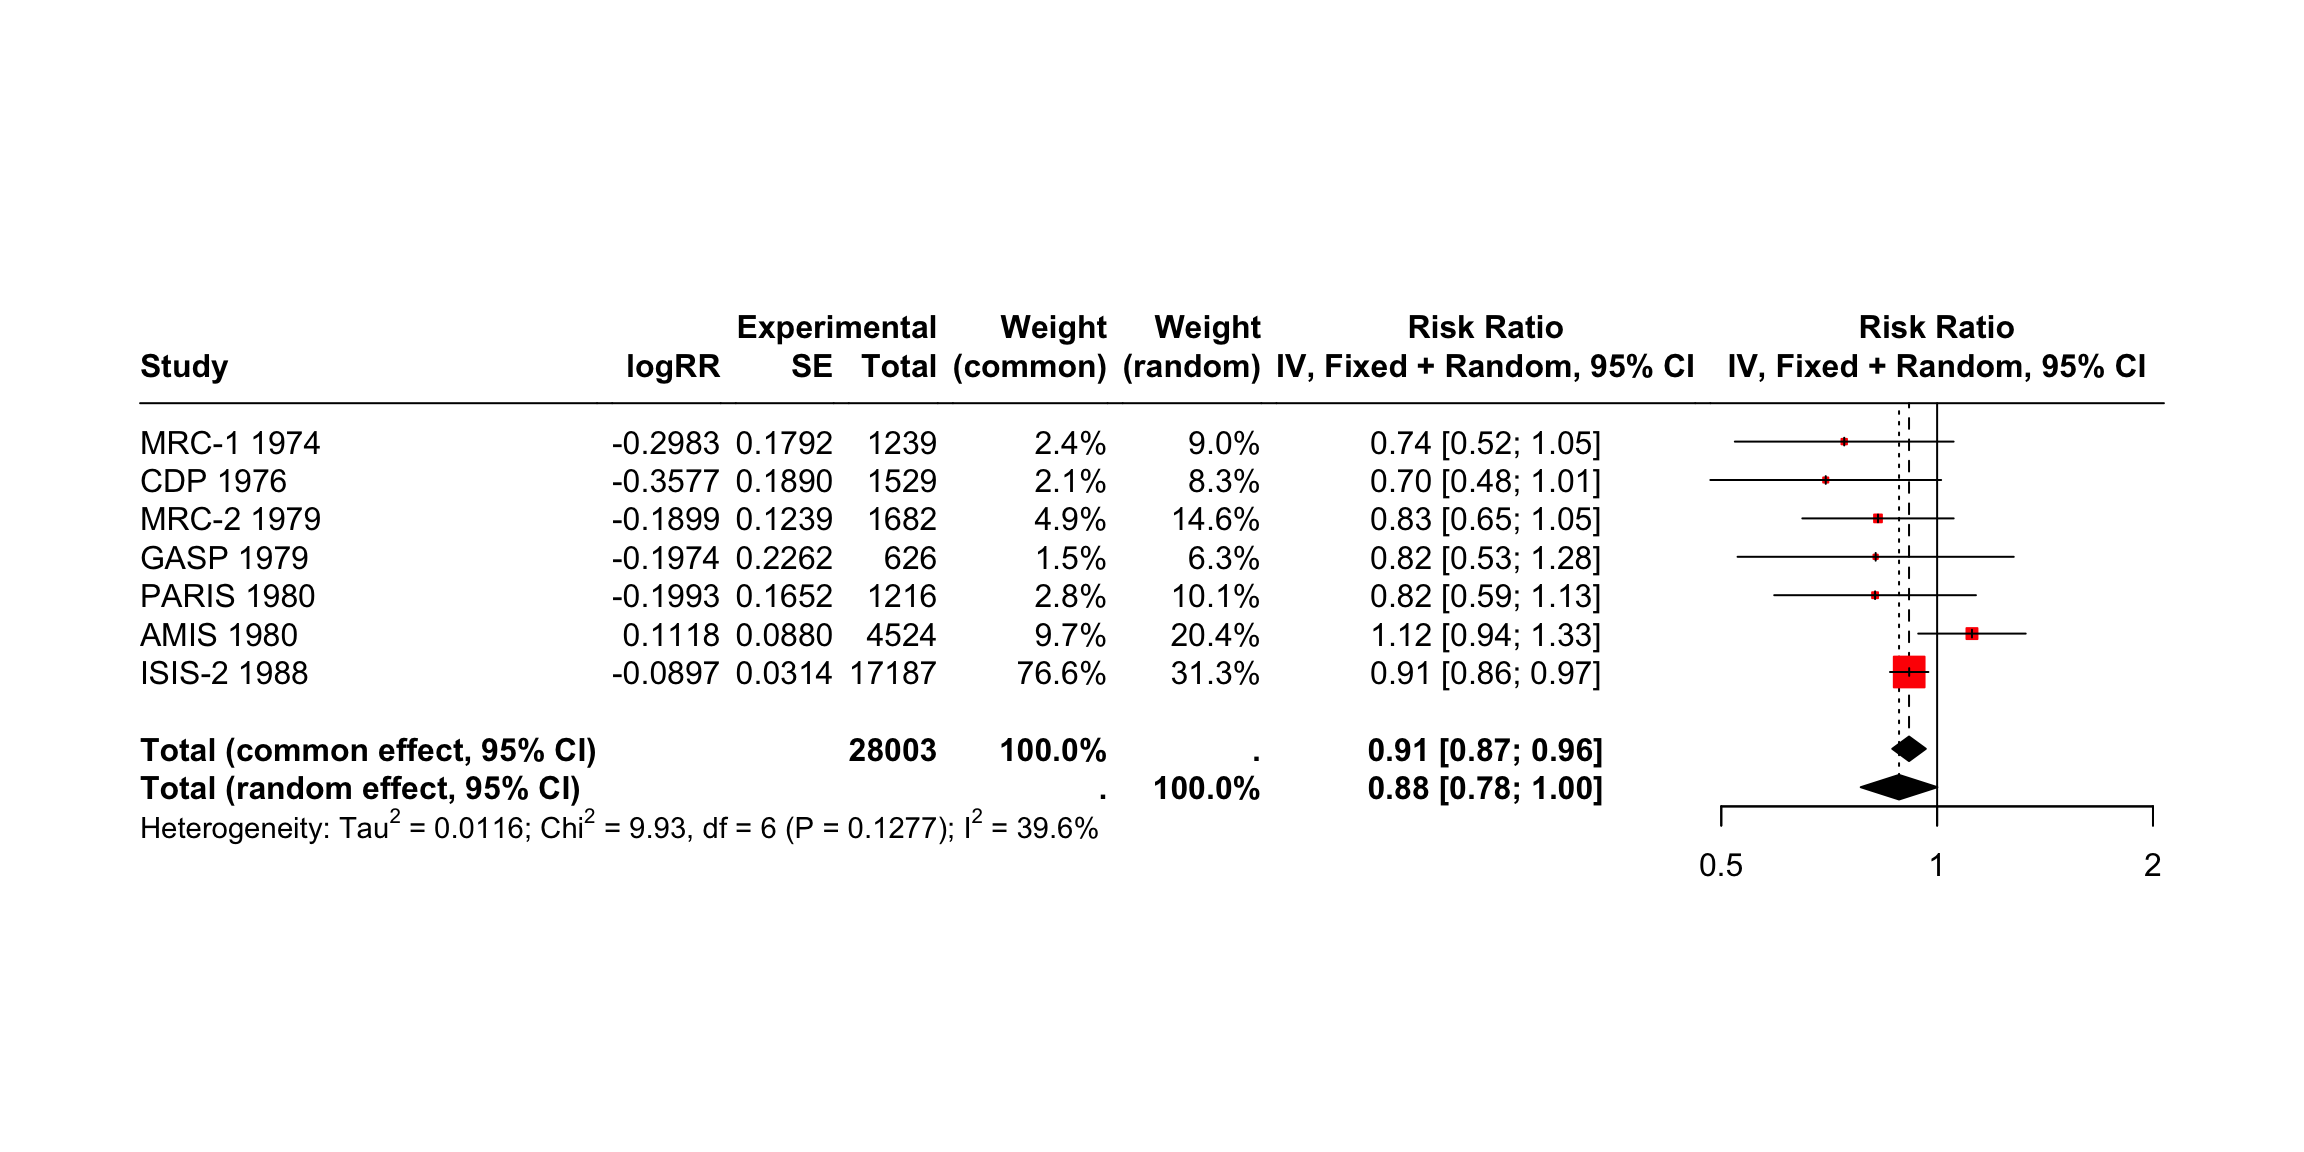 Experimental Weight Weight Risk Ratio Risk Ratio
Study logRR SE Total (common) (random) IV, Fixed + Random, 95% CI IV, Fixed + Random, 95% CI
MRC-1 1974 -0.2983 0.1792 1239 2.4% 9.0% 0.74 [0.52; 1.05]
CDP 1976 -0.3577 0.1890 1529 2.1% 8.3% 0.70 [0.48; 1.01]
MRC-2 1979 -0.1899 0.1239 1682 4.9% 14.6% 0.83 [0.65; 1.05]
GASP 1979 -0.1974 0.2262 626 1.5% 6.3% 0.82 [0.53; 1.28]
PARIS 1980 -0.1993 0.1652 1216 2.8% 10.1% 0.82 [0.59; 1.13]
AMIS 1980 0.1118 0.0880 4524 9.7% 20.4% 1.12 [0.94; 1.33]
ISIS-2 1988 -0.0897 0.0314 17187 76.6% 31.3% 0.91 [0.86; 0.97]
Total (common effect, 95% CI) 28003 100.0% . 0.91 [0.87; 0.96]
Total (random effect, 95% CI) . 100.0% 0.88 [0.78; 1.00]
Heterogeneity: Tau² = 0.0116; Chi² = 9.93, df = 6 (P = 0.1277); I² = 39.6%
0.5 1 2